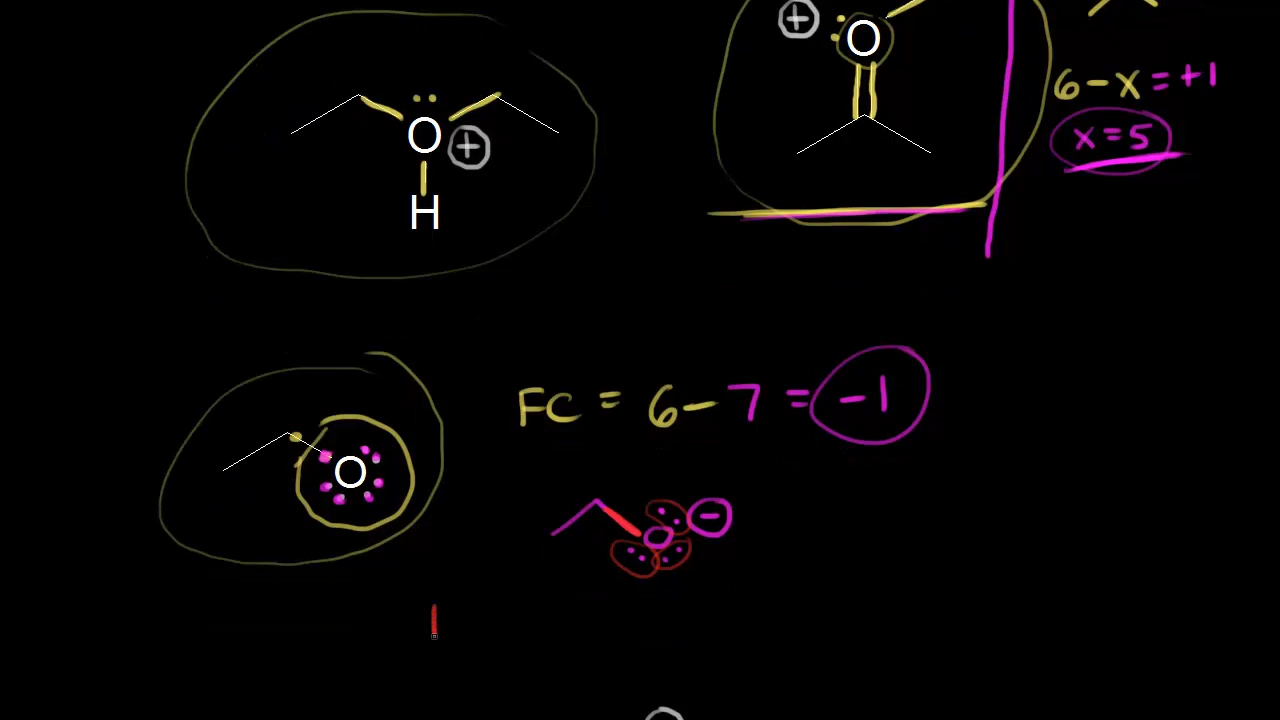 ⊕ :O
6-x=+1
x=5
O ⊕
H
O
FC = 6-7 = -1
O ⊖